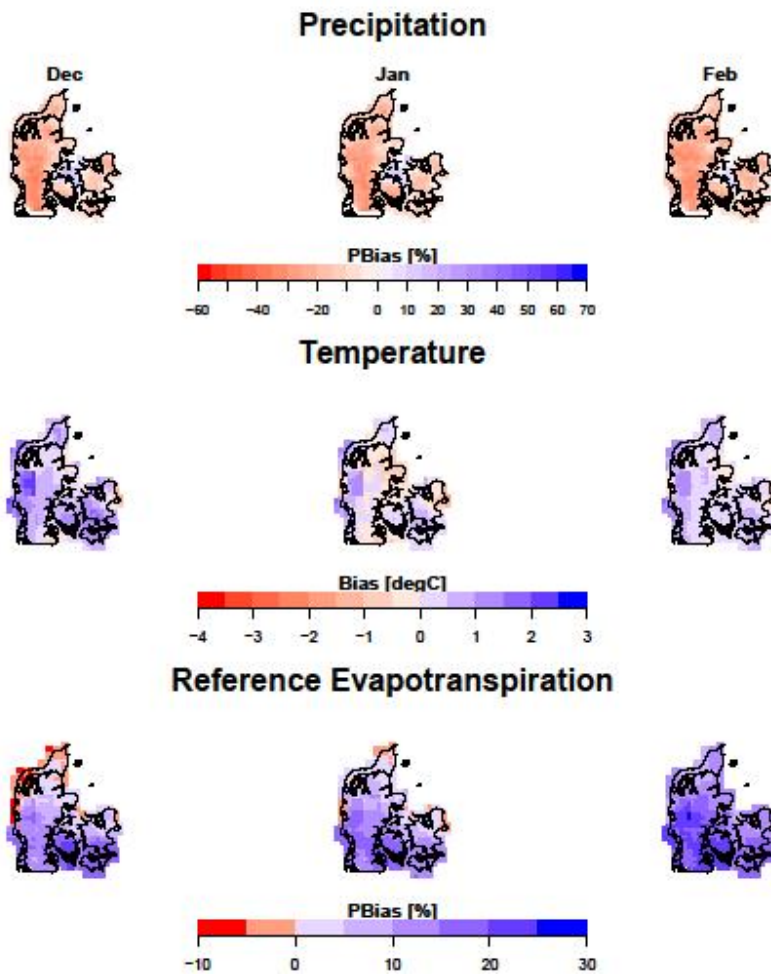 Precipitation
Dec Jan Feb
PBias [%]
−60 −40 −20 0 10 20 30 40 50 60 70
Temperature
Bias [degC]
−4 −3 −2 −1 0 1 2 3
Reference Evapotranspiration
PBias [%]
−10 0 10 20 30